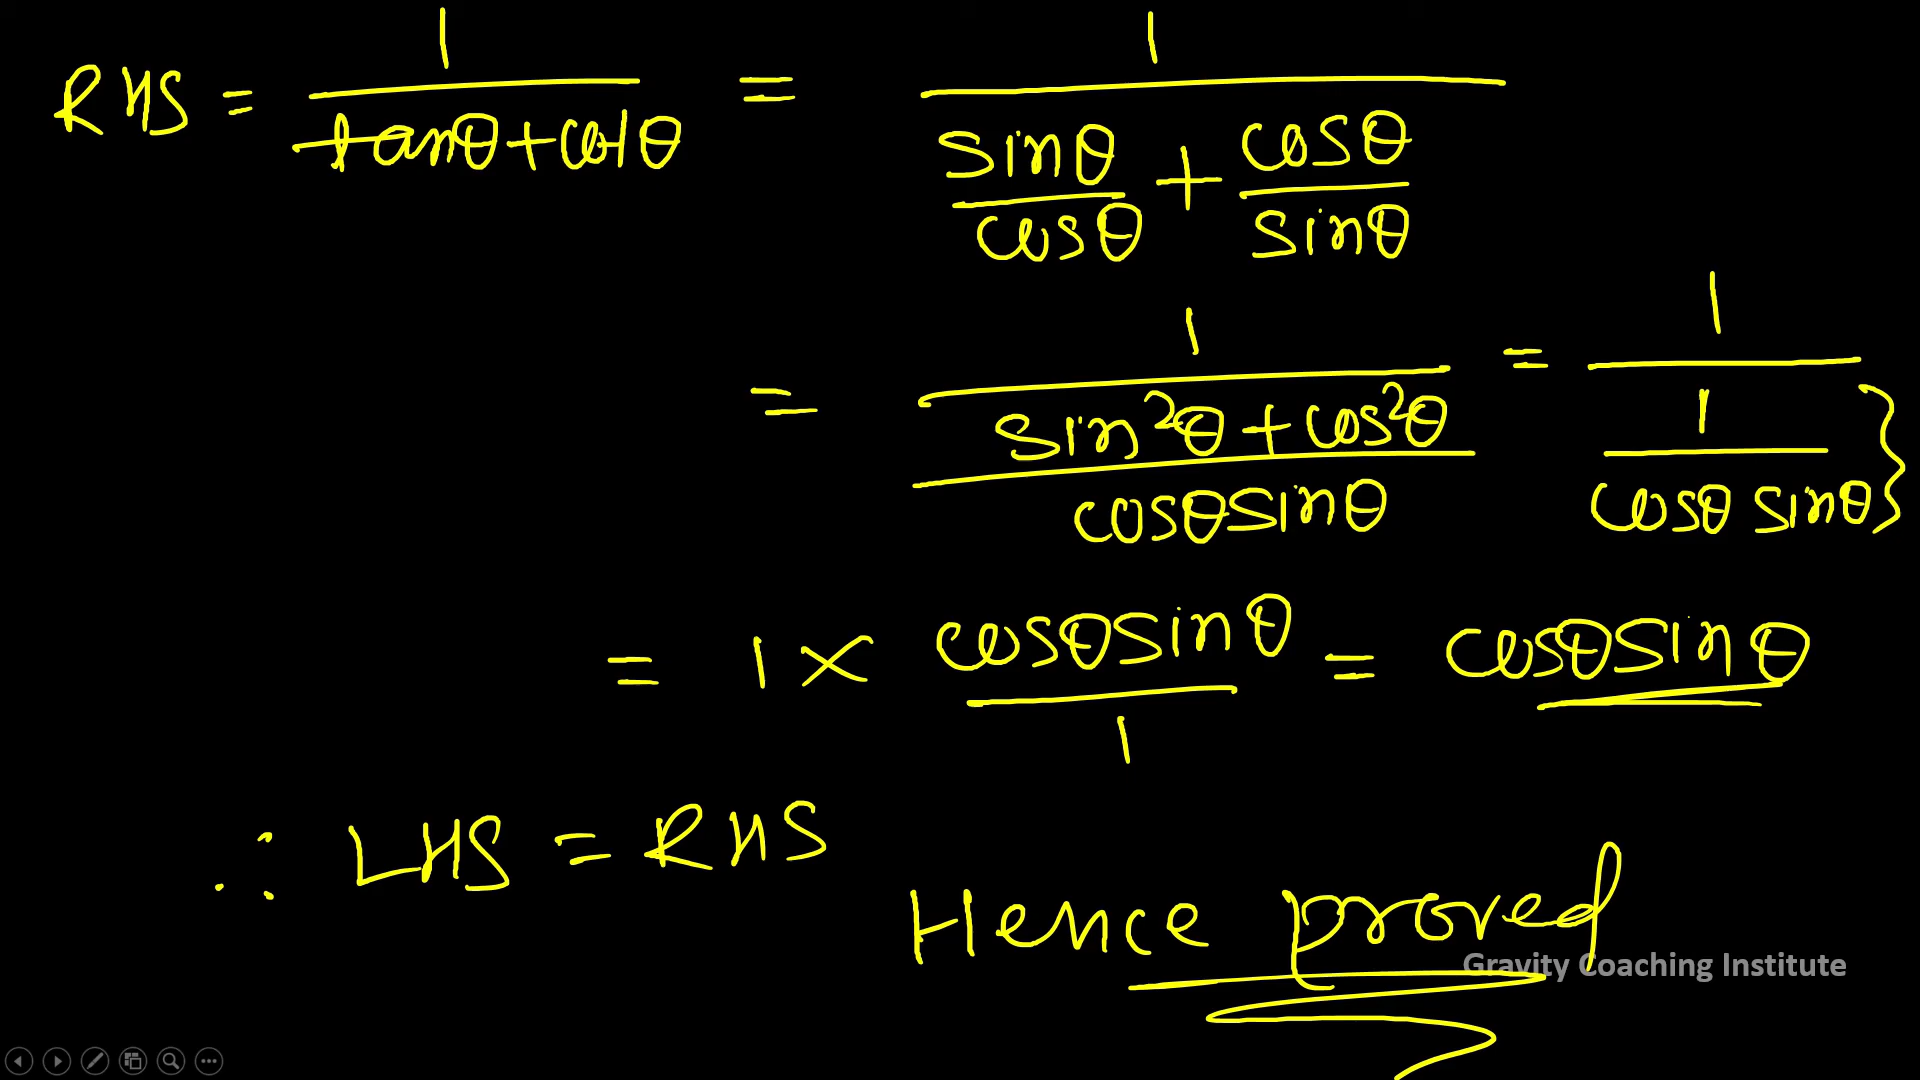 RHS = 1/(tanθ+cotθ) = 1/(sinθ/cosθ + cosθ/sinθ)
= 1/((sin²θ+cos²θ)/(cosθsinθ)) = 1/(1/(cosθ sinθ)}
= 1 × cosθsinθ/1 = cosθsinθ
∴ LHS = RHS
Hence proved
Gravity Coaching Institute